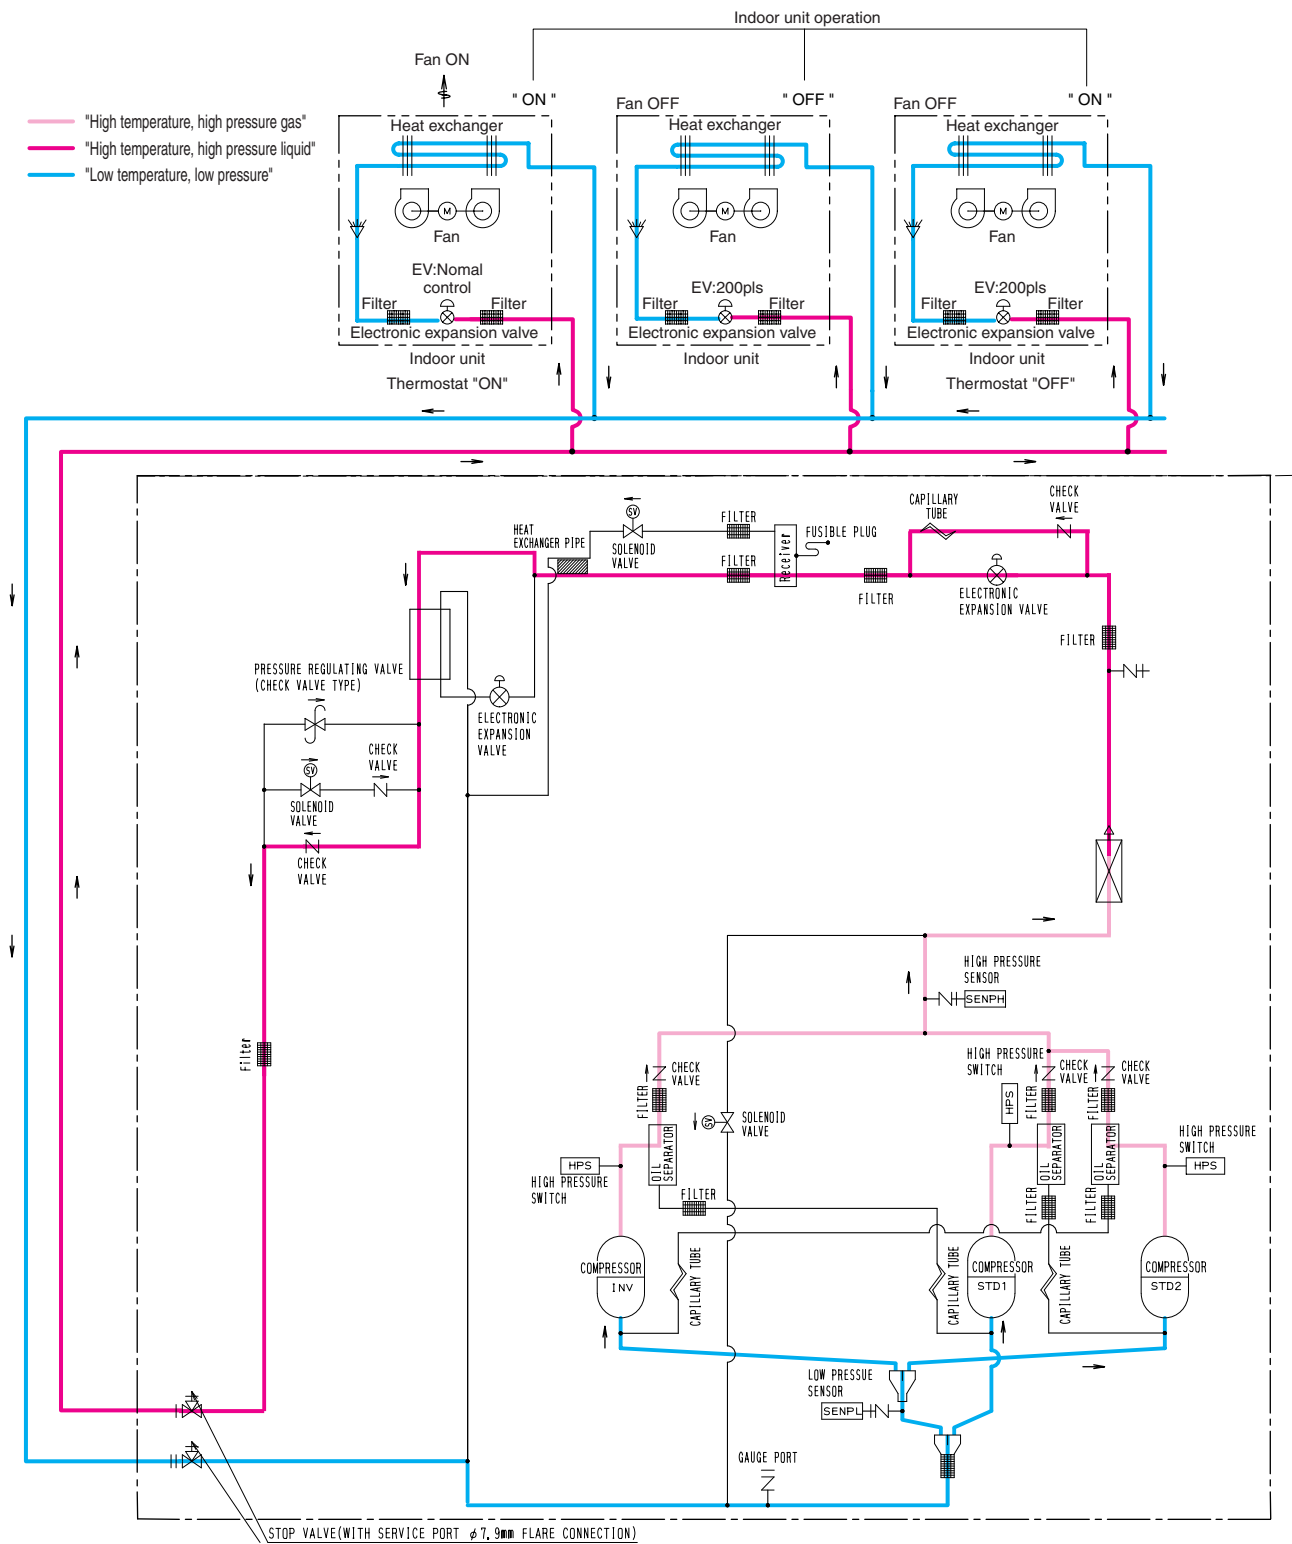 Indoor unit operation
Fan ON
" ON "
Fan OFF
" OFF "
Fan OFF
" ON "
"High temperature, high pressure gas"
"High temperature, high pressure liquid"
"Low temperature, low pressure"
Heat exchanger
Heat exchanger
Heat exchanger
M
M
M
Fan
Fan
Fan
EV:Nomal
control
EV:200pls
EV:200pls
Filter
Filter
Filter
Filter
Filter
Filter
Electronic expansion valve
Electronic expansion valve
Electronic expansion valve
Indoor unit
Indoor unit
Indoor unit
Thermostat "ON"
Thermostat "OFF"
HEAT
EXCHANGER PIPE
SV
SOLENOID
VALVE
FILTER
FILTER
Receiver
FUSIBLE PLUG
FILTER
CAPILLARY
TUBE
CHECK
VALVE
ELECTRONIC
EXPANSION VALVE
FILTER
PRESSURE REGULATING VALVE
(CHECK VALVE TYPE)
ELECTRONIC
EXPANSION
VALVE
CHECK
VALVE
SV
SOLENOID
VALVE
CHECK
VALVE
HIGH PRESSURE
SENSOR
SENPH
Filter
CHECK
VALVE
FILTER
HIGH PRESSURE
SWITCH
HPS
CHECK
VALVE
FILTER
CHECK
VALVE
FILTER
SV
SOLENOID
VALVE
OIL
SEPARATOR
OIL
SEPARATOR
OIL
SEPARATOR
HIGH PRESSURE
SWITCH
HPS
HPS
HIGH PRESSURE
SWITCH
FILTER
FILTER
FILTER
COMPRESSOR
INV
CAPILLARY TUBE
CAPILLARY TUBE
COMPRESSOR
STD1
CAPILLARY TUBE
COMPRESSOR
STD2
LOW PRESSUE
SENSOR
SENPL
GAUGE PORT
STOP VALVE(WITH SERVICE PORT φ7.9mm FLARE CONNECTION)